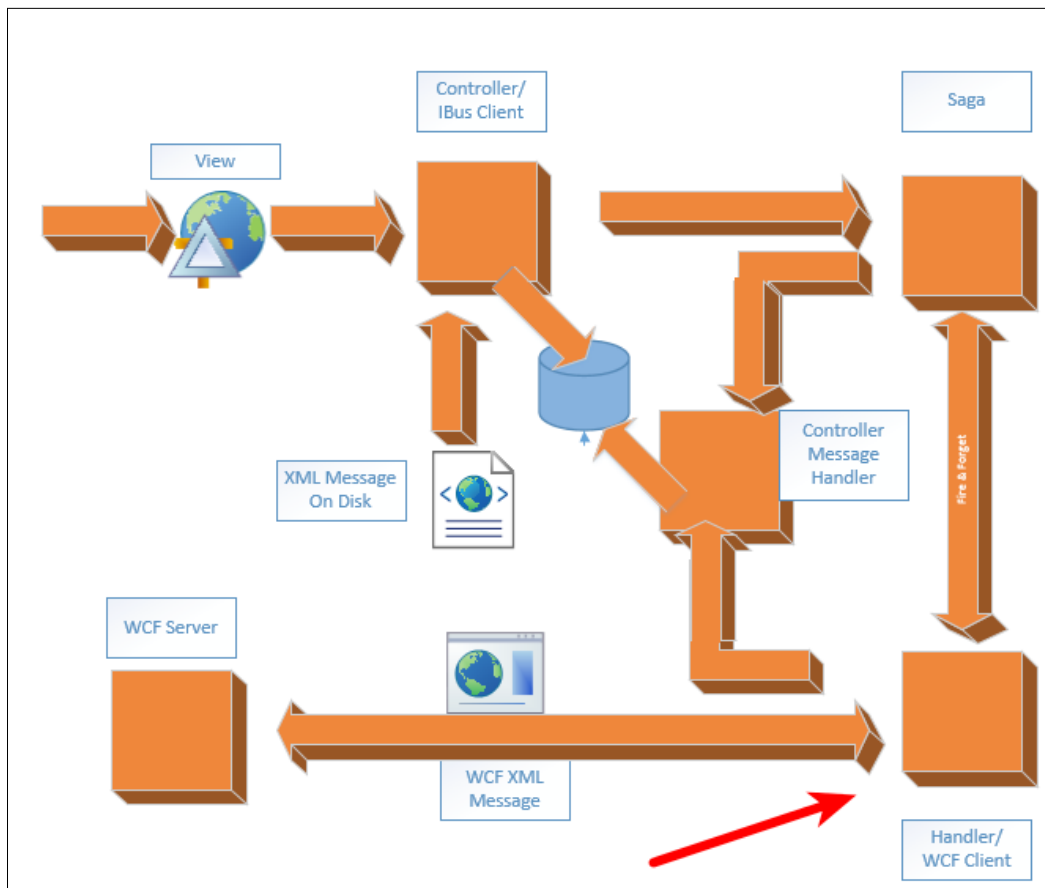 Controller/
IBus Client
Saga
View
Controller
Message
Handler
XML Message
On Disk
Fire & Forget
WCF Server
WCF XML
Message
Handler/
WCF Client